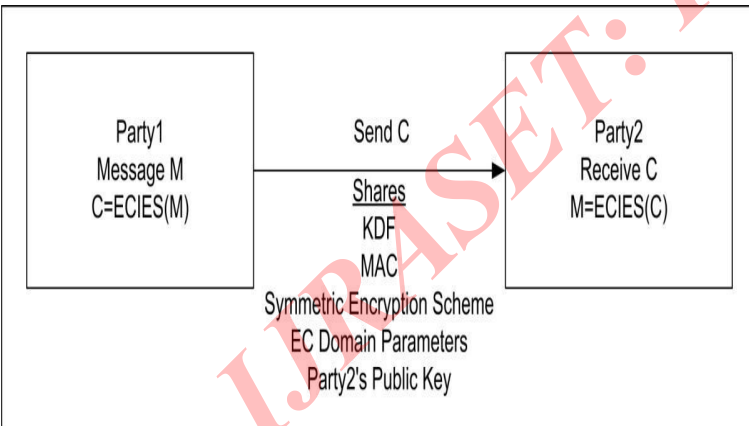 Party1
Message M
C=ECIES(M)
Send C
Shares
KDF
MAC
Symmetric Encryption Scheme
EC Domain Parameters
Party2's Public Key
Party2
Receive C
M=ECIES(C)
IJRASET: